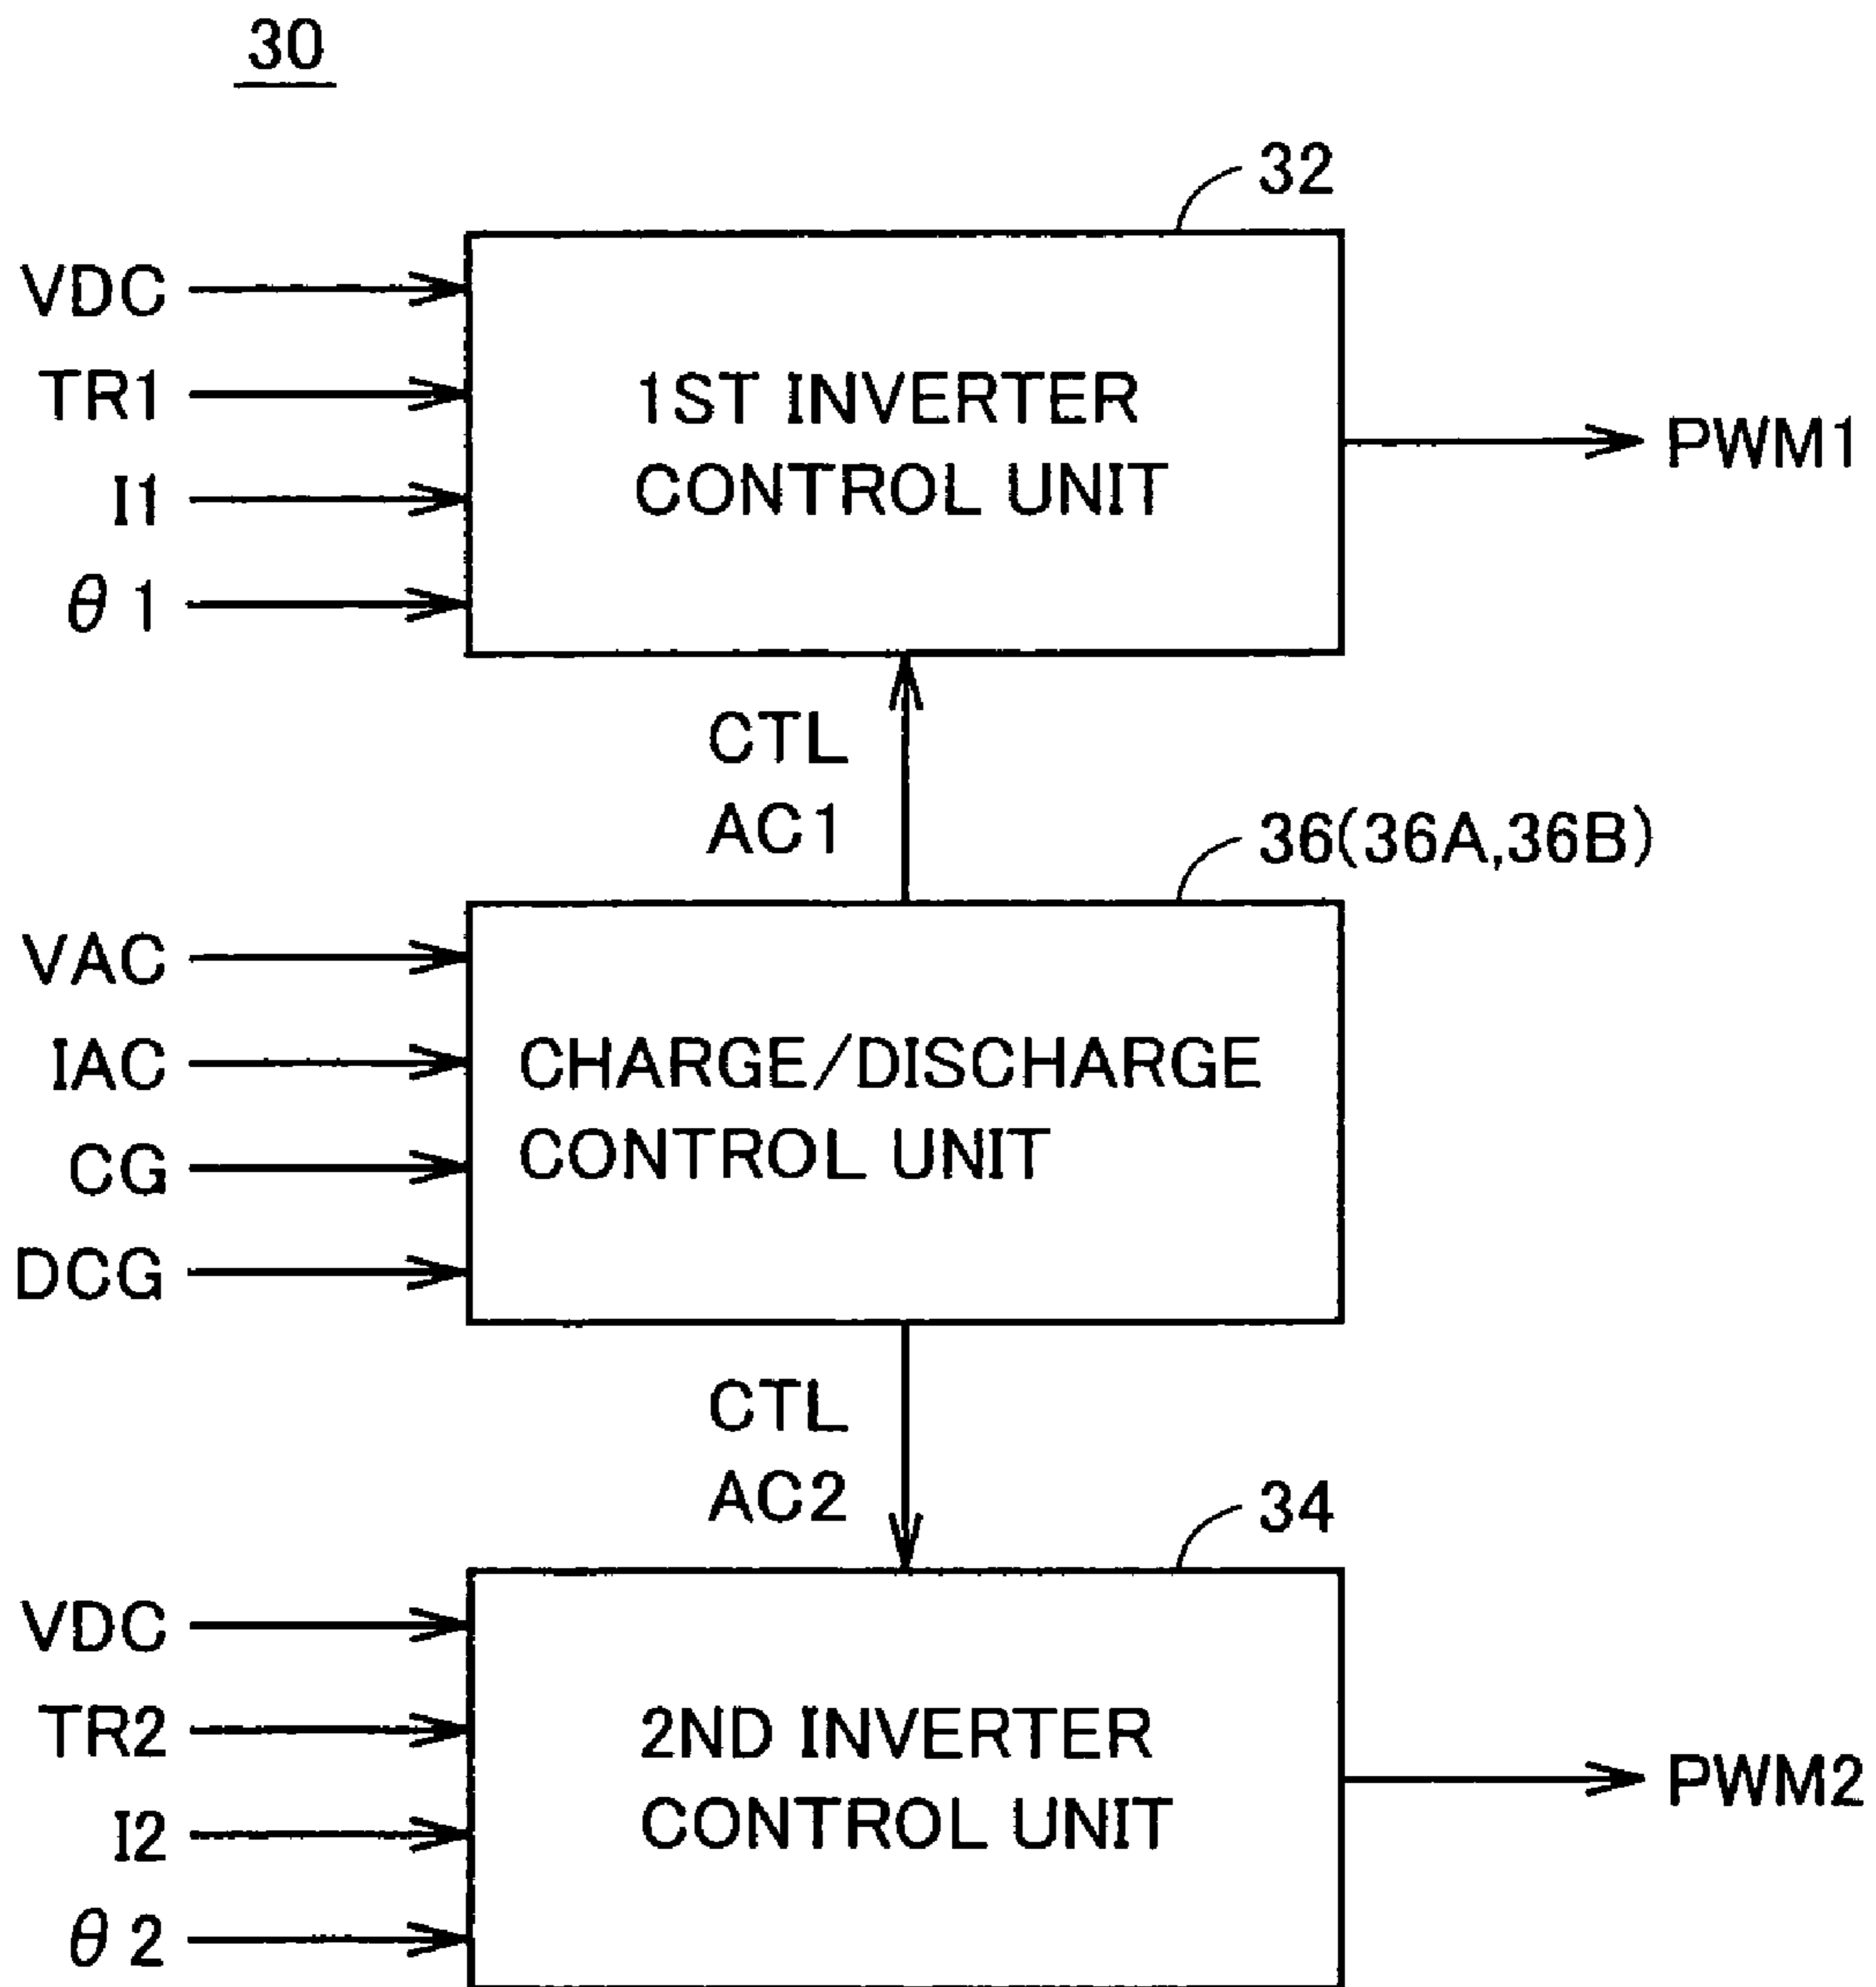 30
32
VDC
TR1
I1
θ1
1ST INVERTER
CONTROL UNIT
PWM1
CTL
AC1
36(36A,36B)
VAC
IAC
CG
DCG
CHARGE/DISCHARGE
CONTROL UNIT
CTL
AC2
34
VDC
TR2
I2
θ2
2ND INVERTER
CONTROL UNIT
PWM2